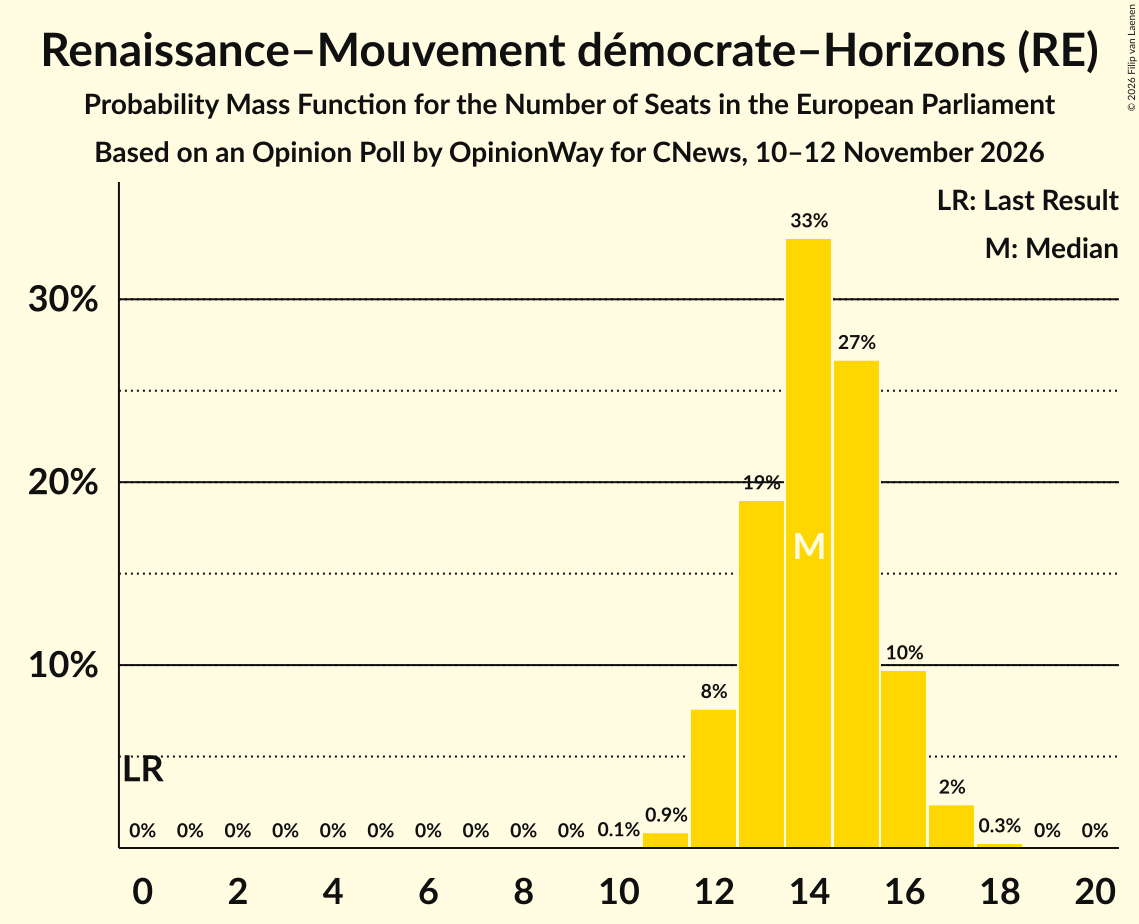 Renaissance–Mouvement démocrate–Horizons (RE)
Probability Mass Function for the Number of Seats in the European Parliament
Based on an Opinion Poll by OpinionWay for CNews, 10–12 November 2026
© 2026 Filip van Laenen
LR: Last Result
M: Median
33%
30%
27%
20%
19%
M
10%
10%
8%
LR
2%
0% 0% 0% 0% 0% 0% 0% 0% 0% 0% 0.1% 0.9% 0.3% 0% 0%
0 2 4 6 8 10 12 14 16 18 20